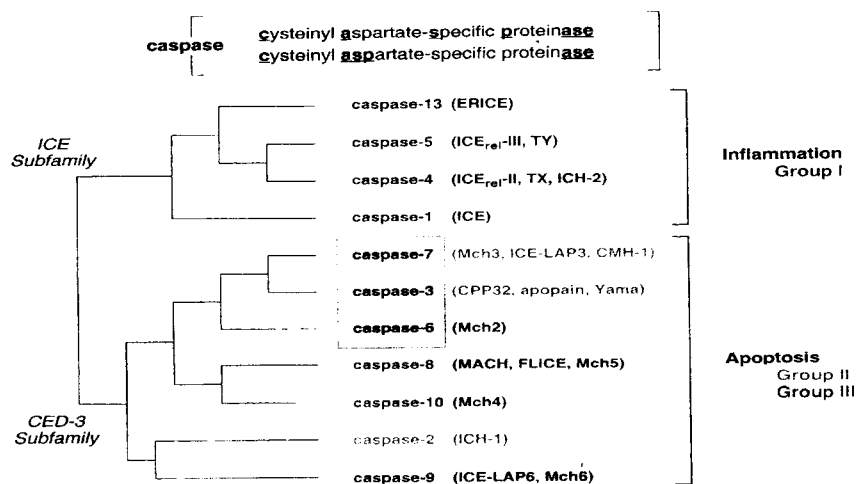 caspase
cysteinyl aspartate-specific proteinase
cysteinyl aspartate-specific proteinase
ICE
Subfamily
caspase-13 (ERICE)
caspase-5 (ICErel-III, TY)
caspase-4 (ICErel-II, TX, ICH-2)
caspase-1 (ICE)
Inflammation
Group I
caspase-7 (Mch3, ICE-LAP3, CMH-1)
caspase-3 (CPP32, apopain, Yama)
caspase-6 (Mch2)
caspase-8 (MACH, FLICE, Mch5)
caspase-10 (Mch4)
caspase-2 (ICH-1)
caspase-9 (ICE-LAP6, Mch6)
CED-3
Subfamily
Apoptosis
Group II
Group III